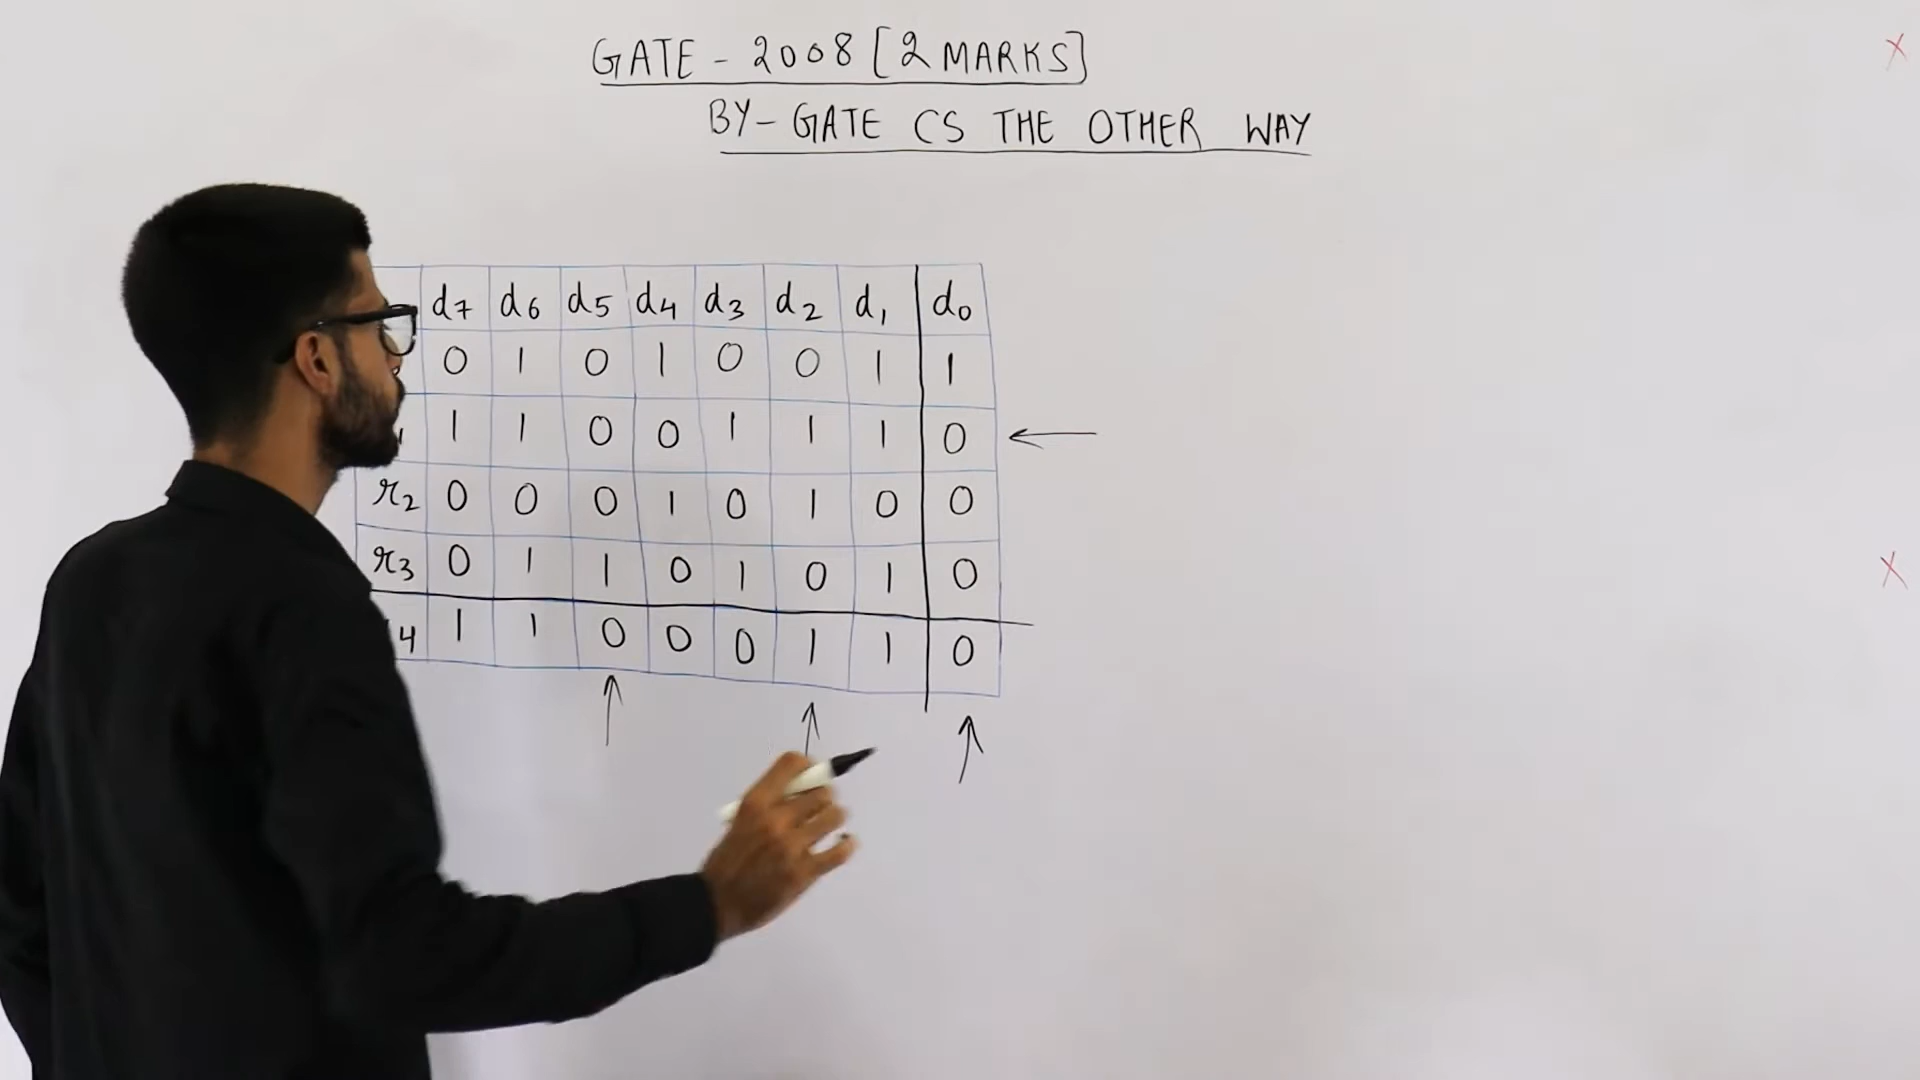 GATE - 2008 [2 MARKS]
BY - GATE CS THE OTHER WAY
d7 d6 d5 d4 d3 d2 d1 d0
0 1 0 1 0 0 1 1
1 1 0 0 1 1 1 0
r2 0 0 0 1 0 1 0 0
r3 0 1 1 0 1 0 1 0
4 1 1 0 0 0 1 1 0